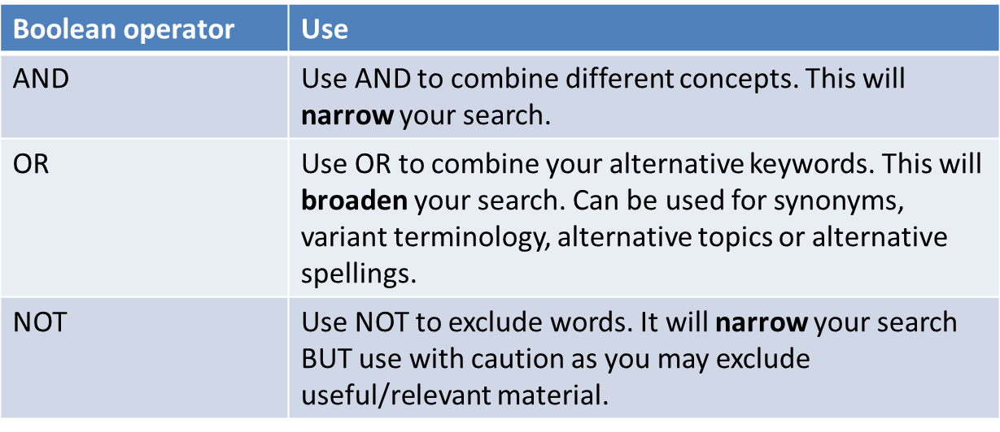 Boolean operator Use
AND Use AND to combine different concepts. This will
narrow your search.
OR Use OR to combine your alternative keywords. This will
broaden your search. Can be used for synonyms,
variant terminology, alternative topics or alternative
spellings.
NOT Use NOT to exclude words. It will narrow your search
BUT use with caution as you may exclude
useful/relevant material.